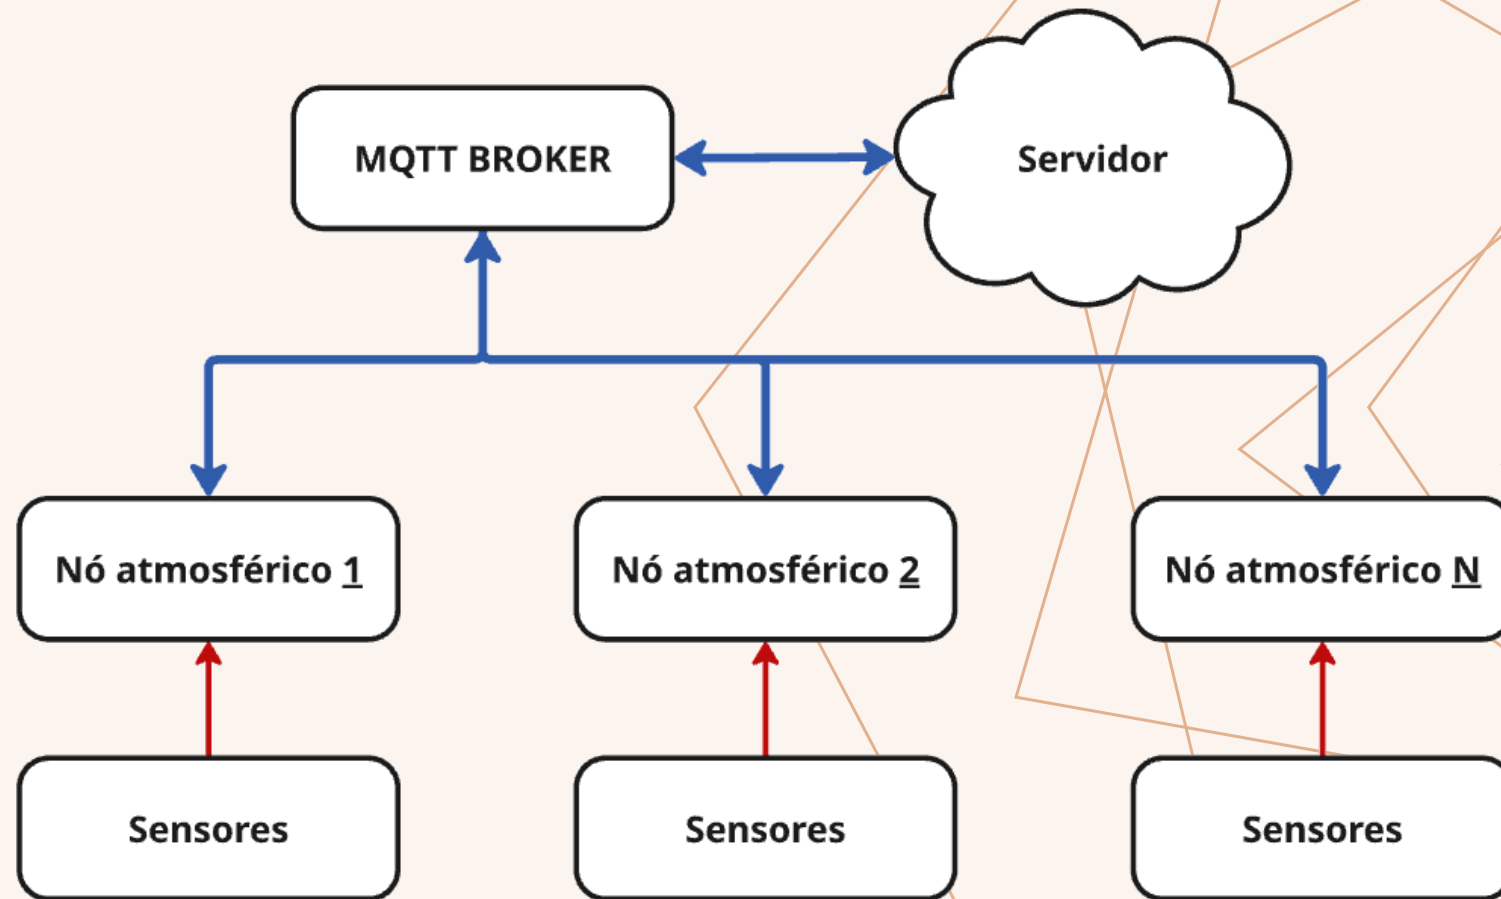 MQTT BROKER
Servidor
Nó atmosférico 1
Nó atmosférico 2
Nó atmosférico N
Sensores
Sensores
Sensores